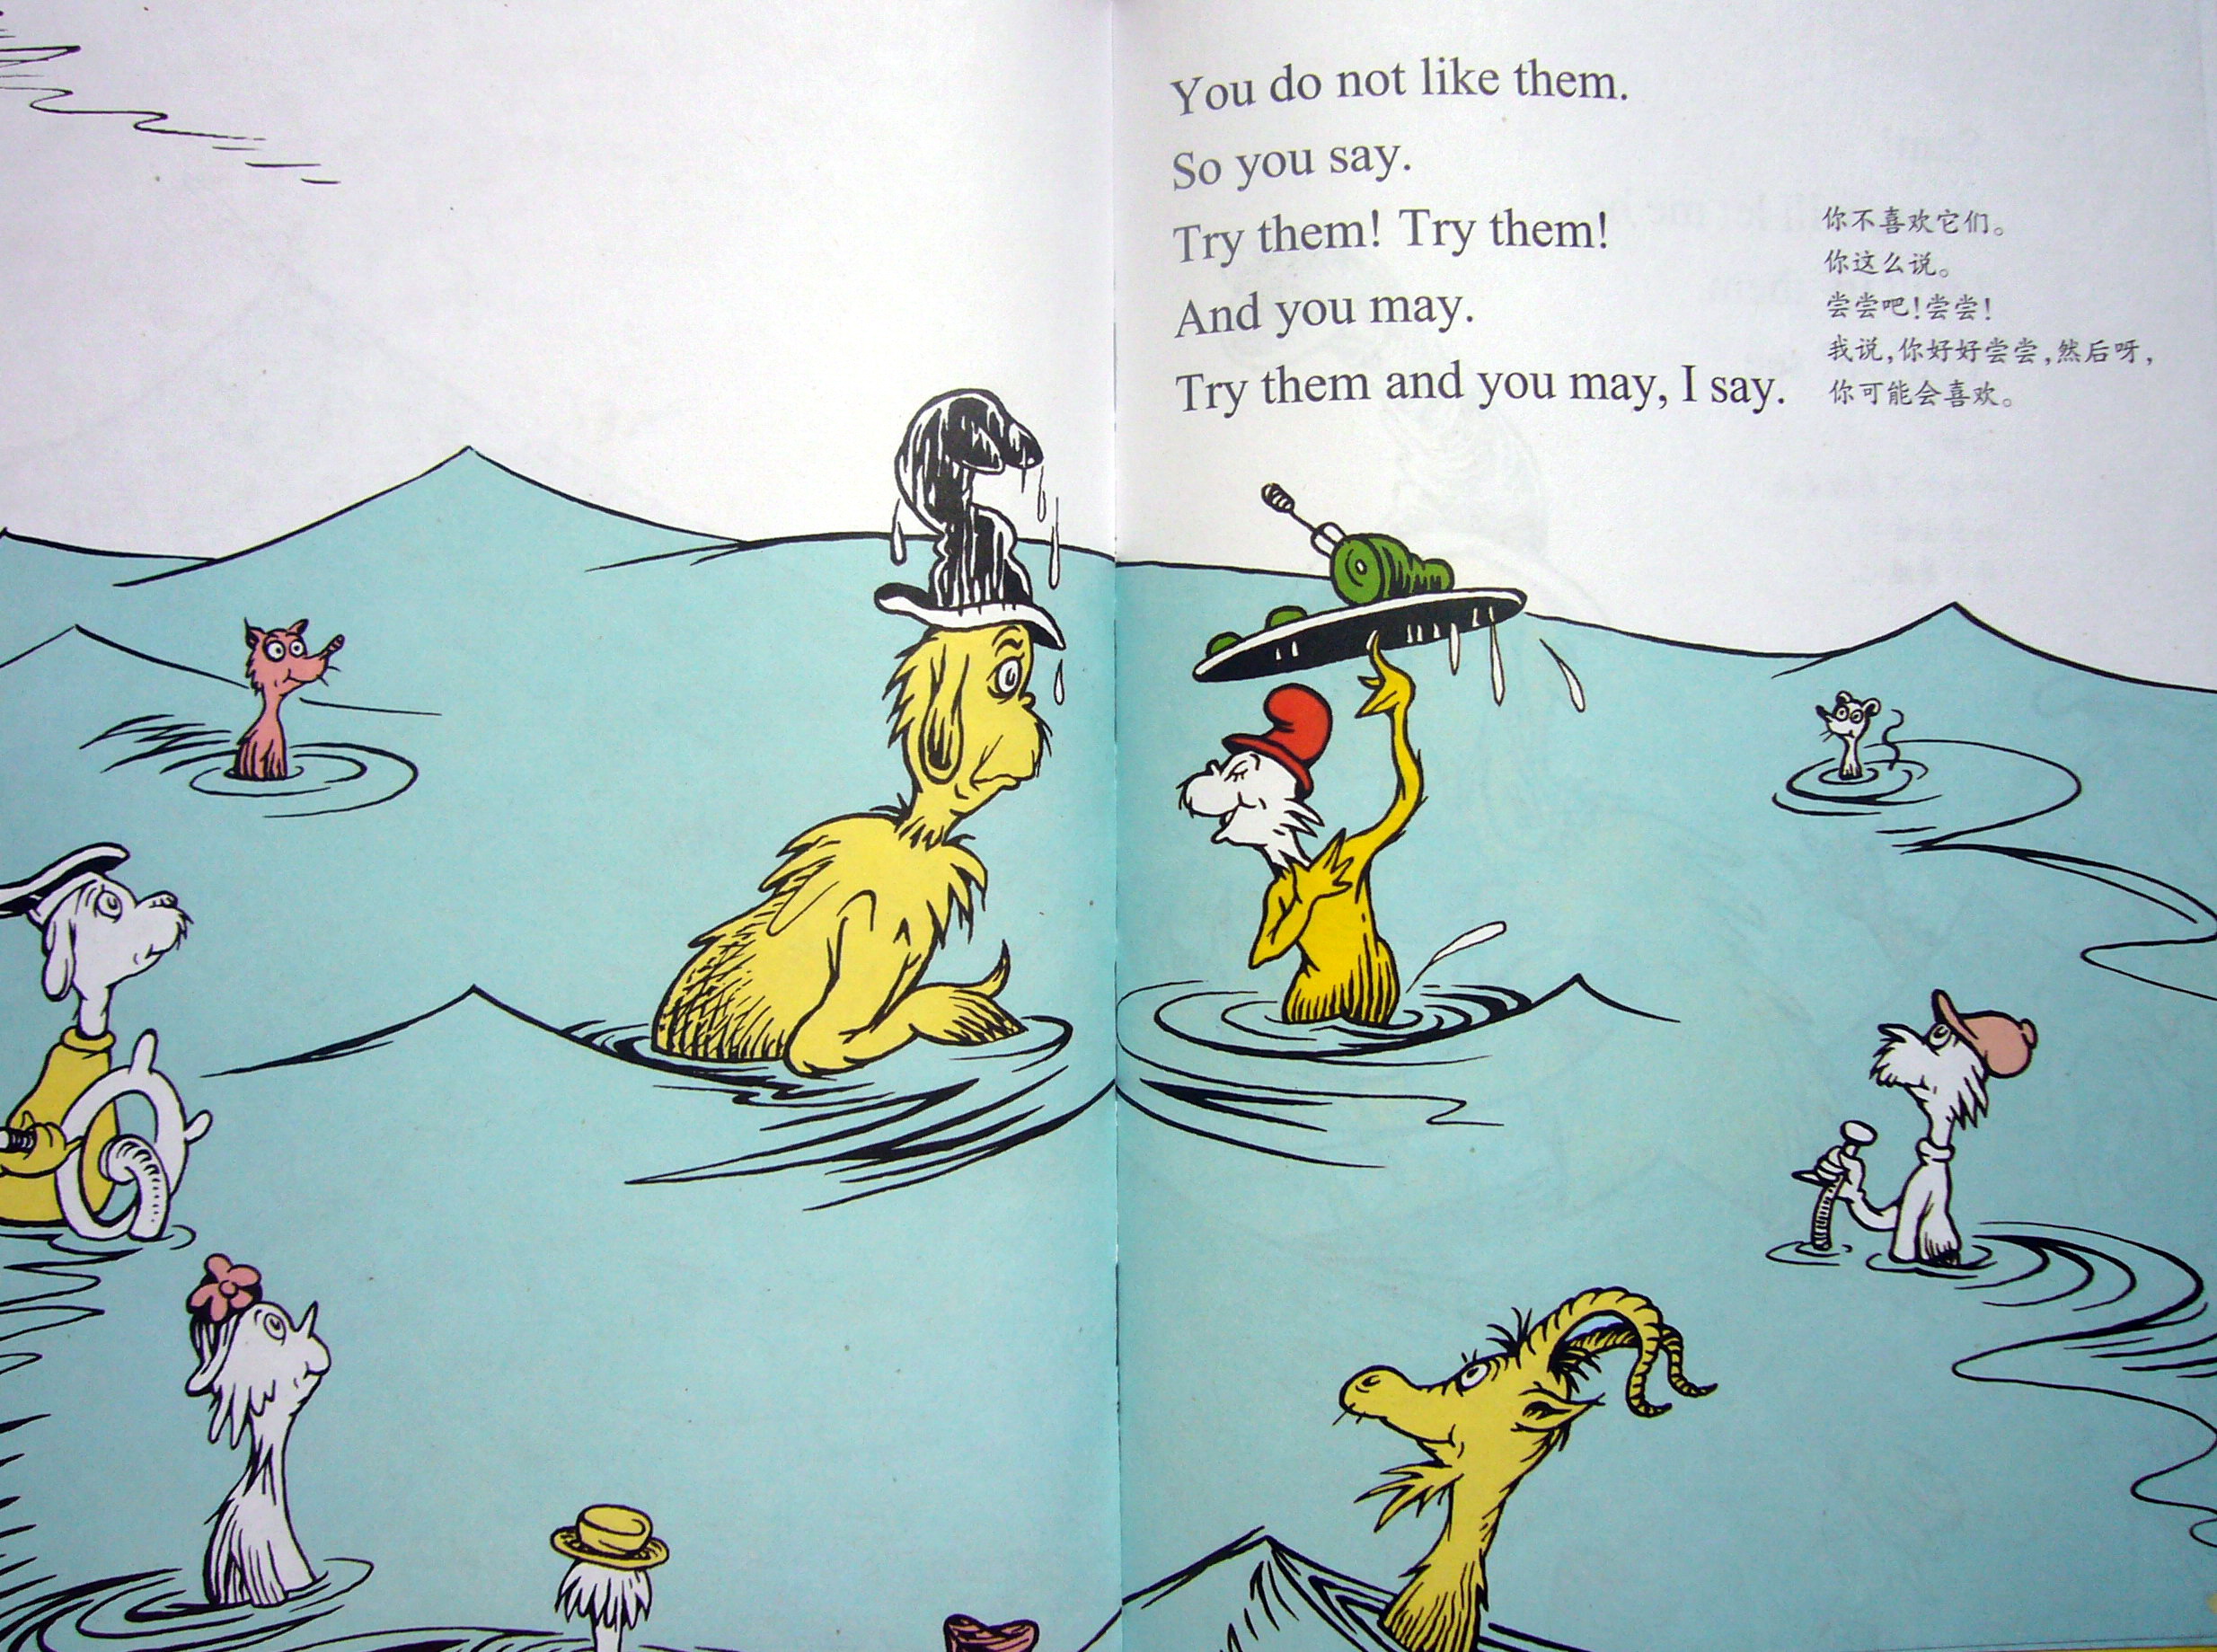 You do not like them.
So you say.
Try them! Try them!
And you may.
Try them and you may, I say.
你不喜欢它们。
你这么说。
尝尝吧！尝尝！
我说，你好好尝尝，然后呀，
你可能会喜欢。